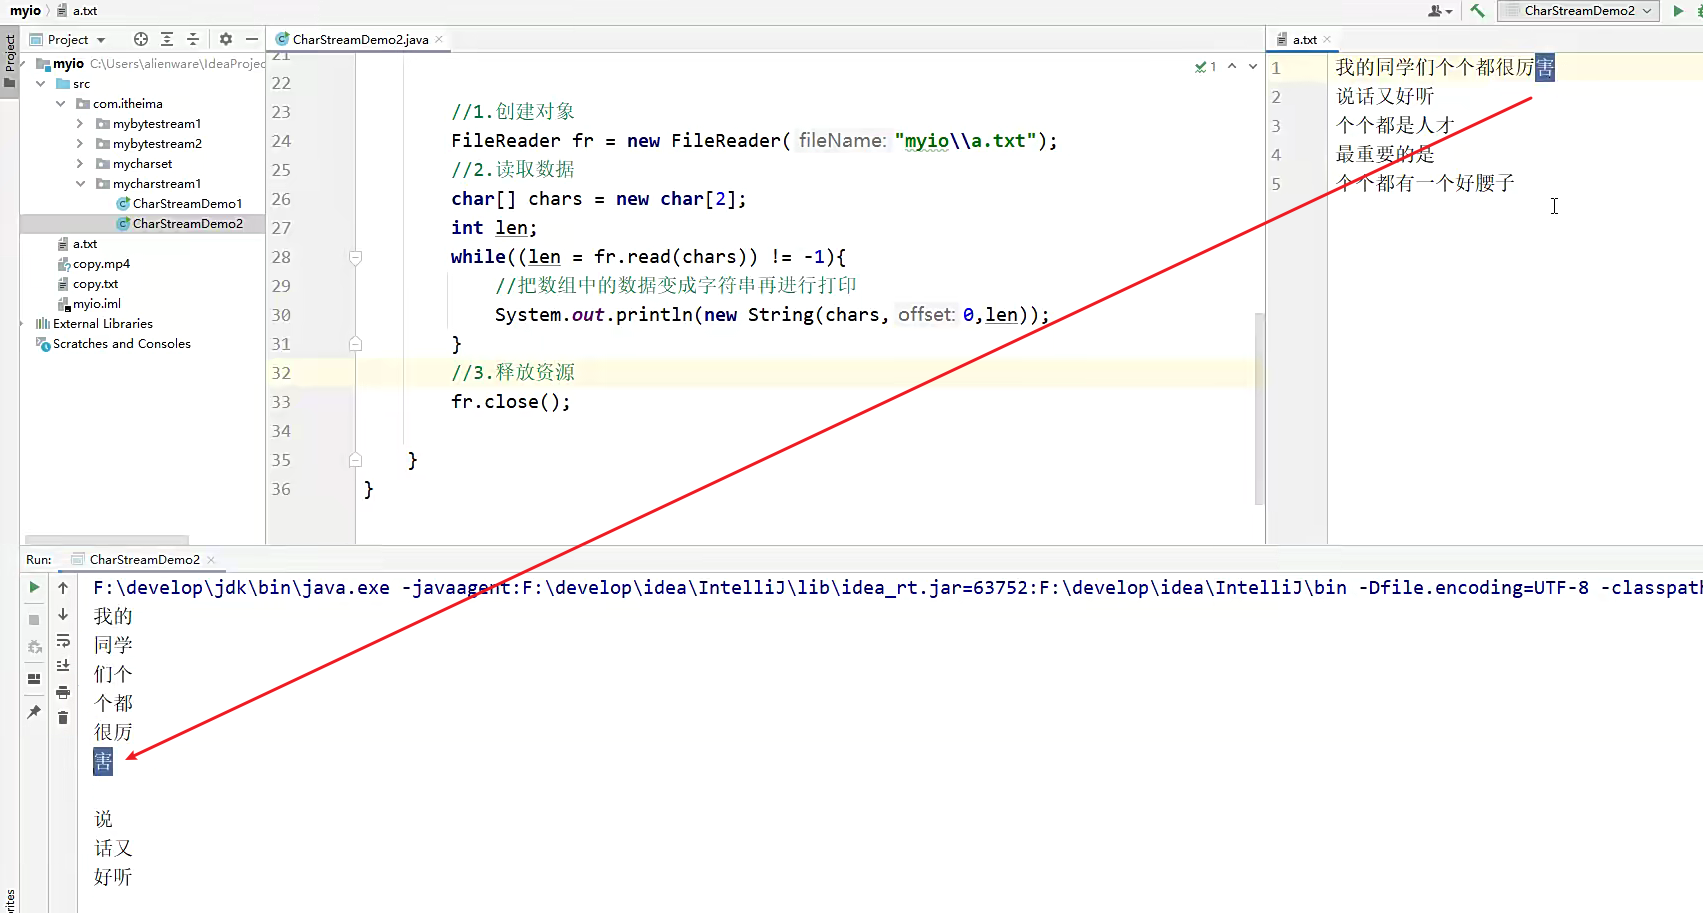 myio
a.txt
CharStreamDemo2
Project
Project
CharStreamDemo2.java
a.txt
myio C:\Users\alienware\IdeaProjec
src
com.itheima
mybytestream1
mybytestream2
mycharset
mycharstream1
CharStreamDemo1
CharStreamDemo2
a.txt
copy.mp4
copy.txt
myio.iml
External Libraries
Scratches and Consoles
21
22
23 //1.创建对象
24 FileReader fr = new FileReader( fileName: "myio\\a.txt");
25 //2.读取数据
26 char[] chars = new char[2];
27 int len;
28 while((len = fr.read(chars)) != -1){
29 //把数组中的数据变成字符串再进行打印
30 System.out.println(new String(chars, offset: 0,len));
31 }
32 //3.释放资源
33 fr.close();
34
35 }
36 }
1
1 我的同学们个个都很厉害
2 说话又好听
3 个个都是人才
4 最重要的是
5 个个都有一个好腰子
Run: CharStreamDemo2
F:\develop\jdk\bin\java.exe -javaagent:F:\develop\idea\IntelliJ\lib\idea_rt.jar=63752:F:\develop\idea\IntelliJ\bin -Dfile.encoding=UTF-8 -classpath
我的
同学
们个
个都
很厉
害
说
话又
好听